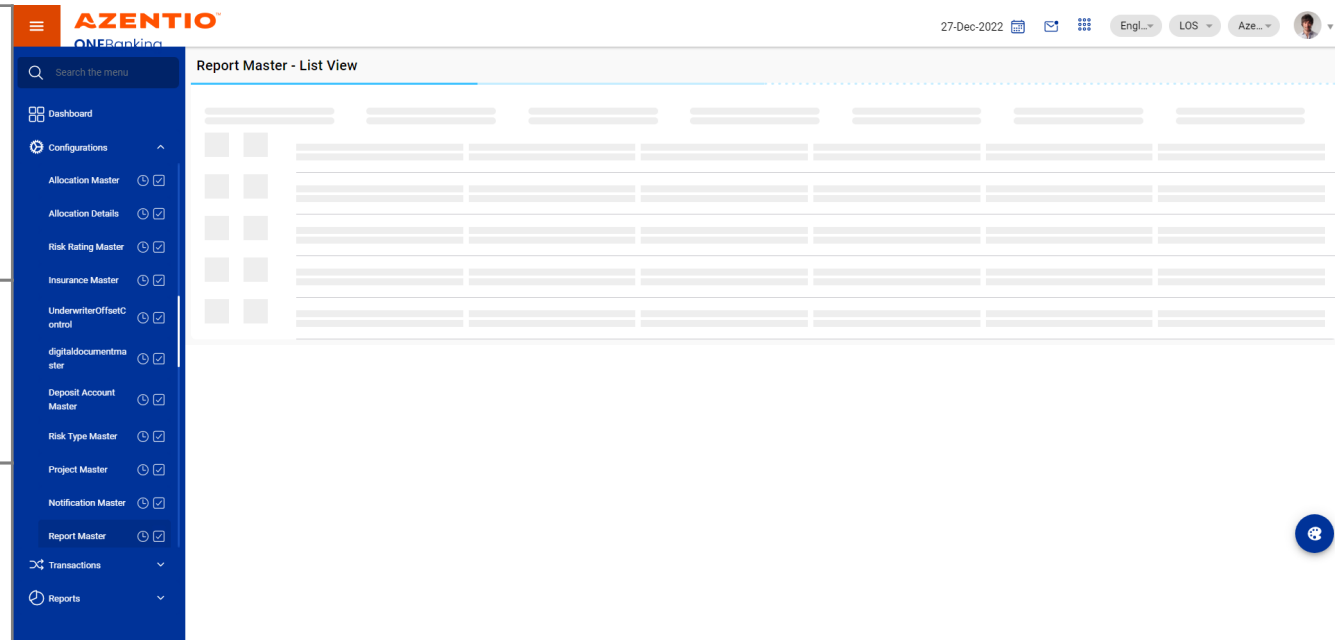 AZENTIO
ONEBanking
27-Dec-2022
Engl...
LOS
Aze...
Search the menu
Report Master - List View
Dashboard
Configurations
Allocation Master
Allocation Details
Risk Rating Master
Insurance Master
UnderwriterOffsetC
ontrol
digitaldocumentma
ster
Deposit Account
Master
Risk Type Master
Project Master
Notification Master
Report Master
Transactions
Reports